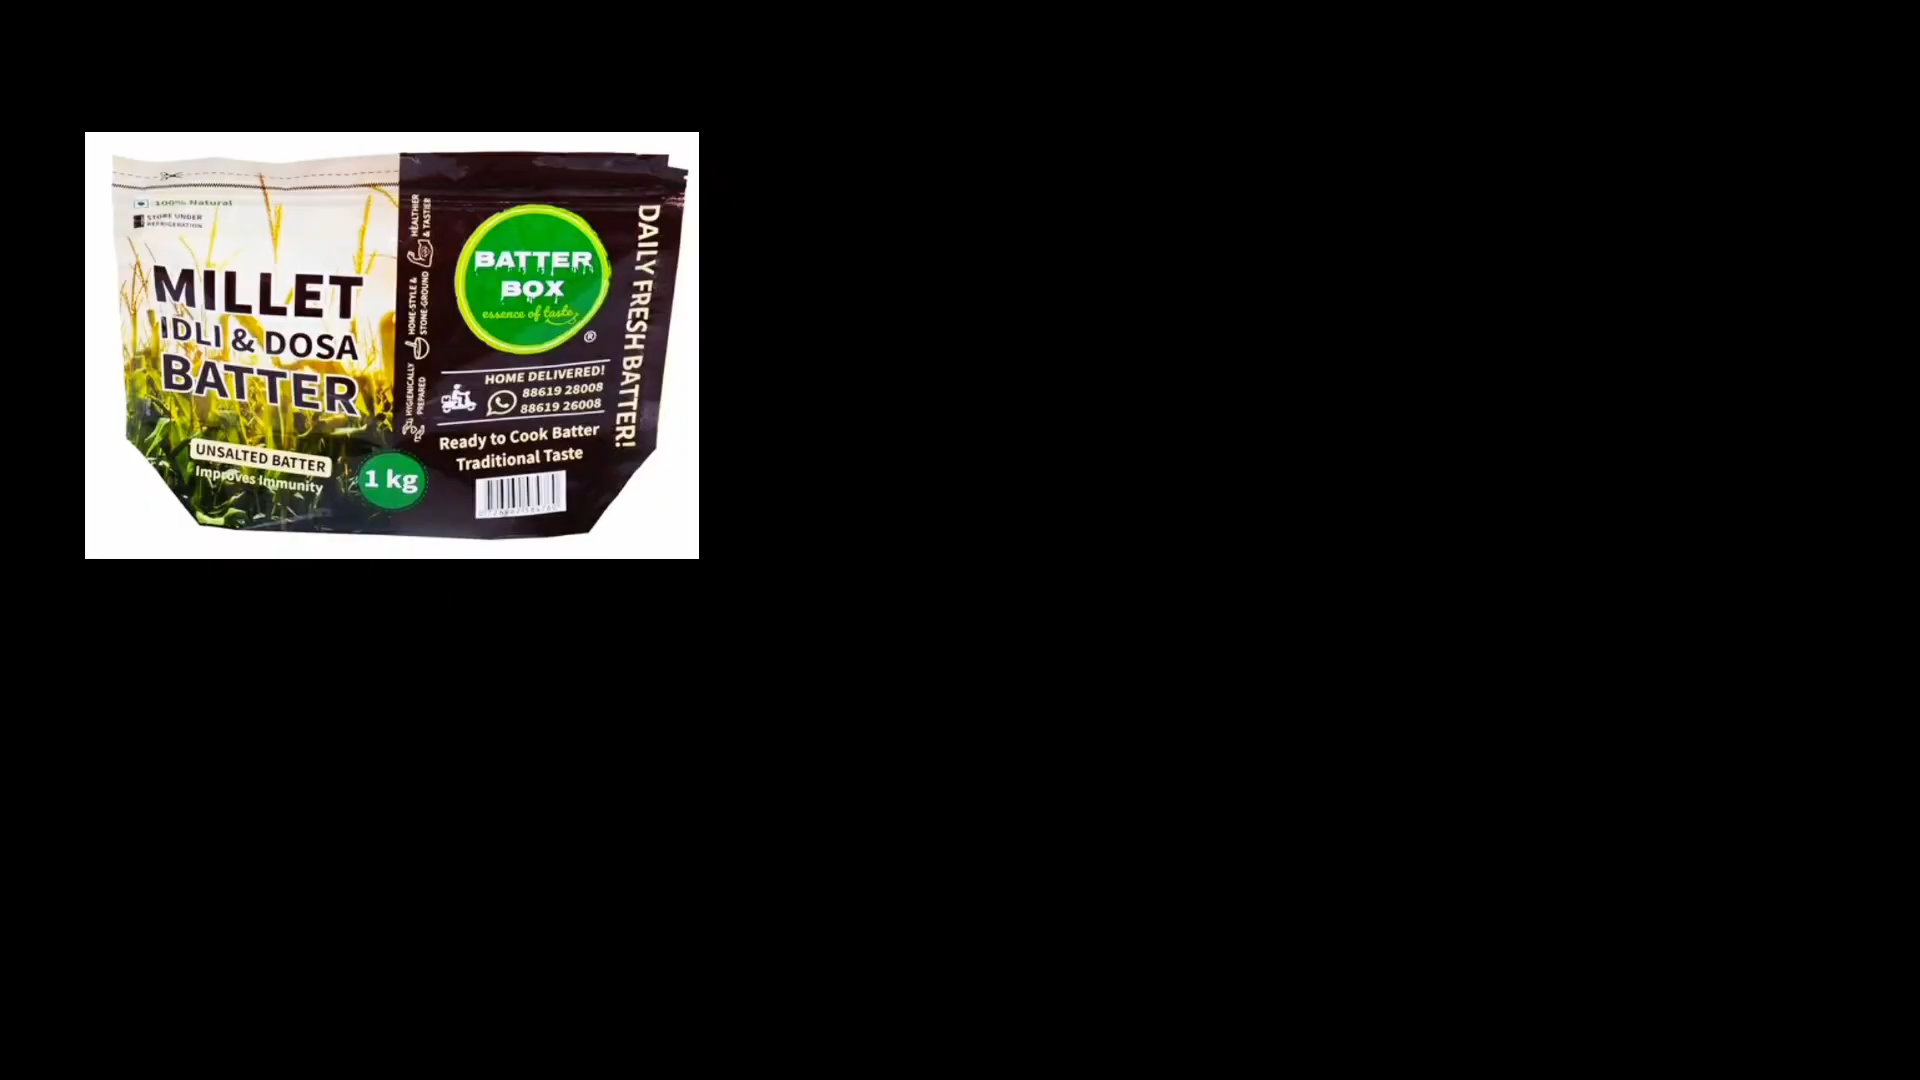 100% Natural
STORE UNDER
REFRIGERATION
MILLET
IDLI & DOSA
BATTER
UNSALTED BATTER
Improves Immunity
1 kg
HEALTHIER
& TASTIER
HOME-STYLE &
STONE-GROUND
HYGIENICALLY
PREPARED
BATTER
BOX
essence of taste
®
HOME DELIVERED!
88619 28008
88619 26008
Ready to Cook Batter
Traditional Taste
DAILY FRESH BATTER!